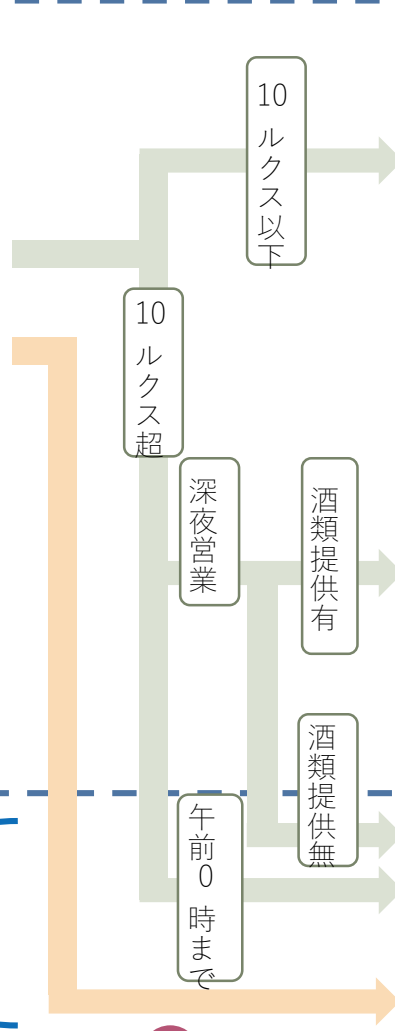 10ルクス以下
10ルクス超
深夜営業
酒類提供有
酒類提供無
午前0時まで